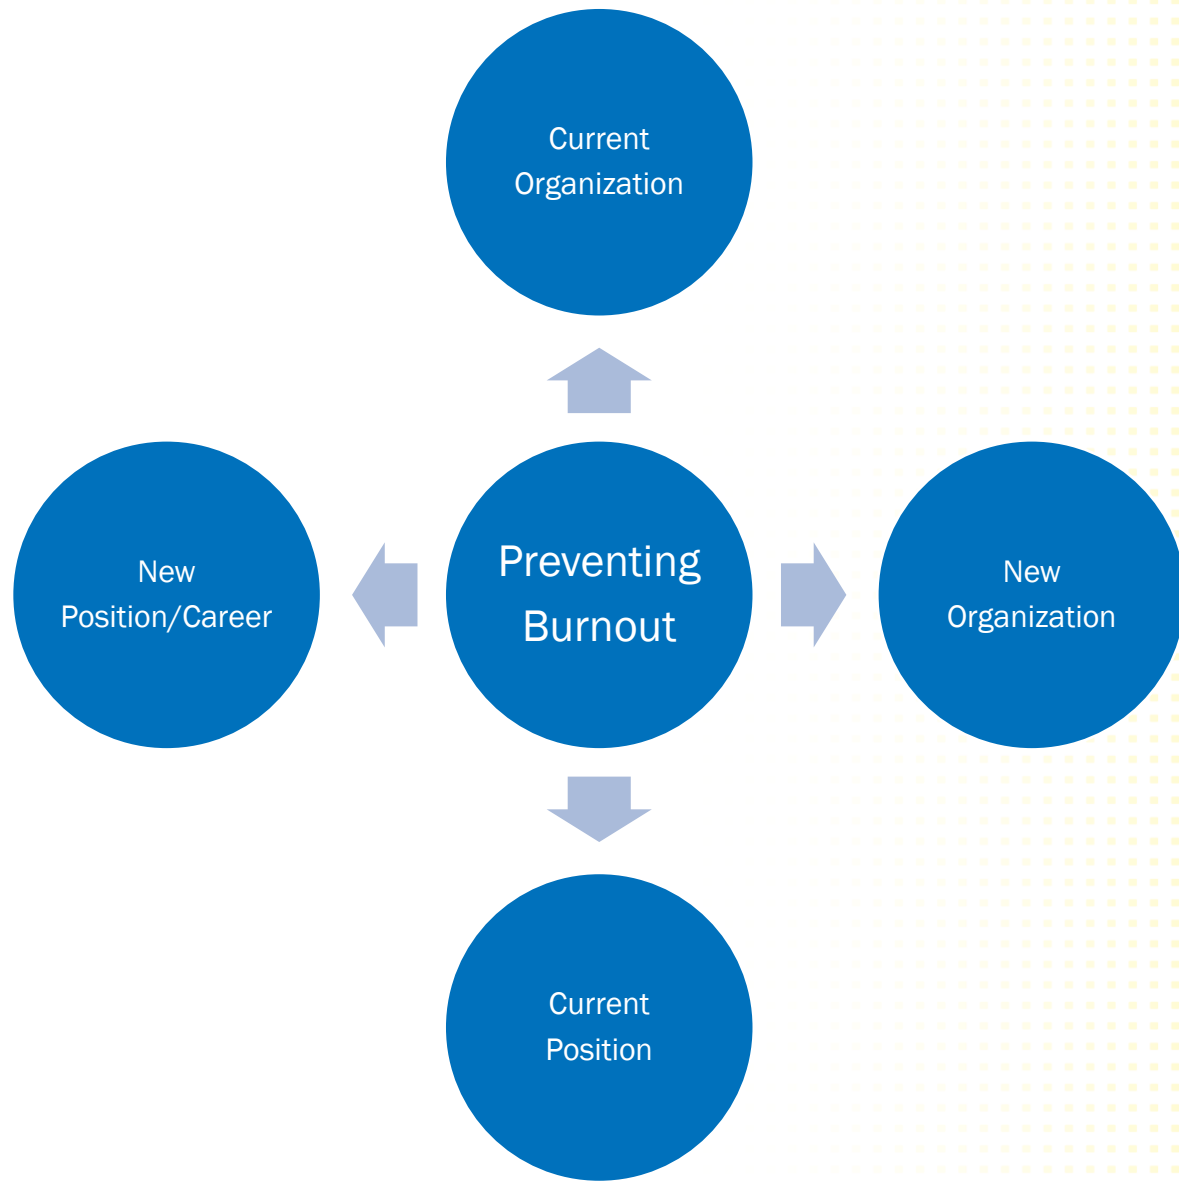 Current
Organization
New
Position/Career
Preventing
Burnout
New
Organization
Current
Position